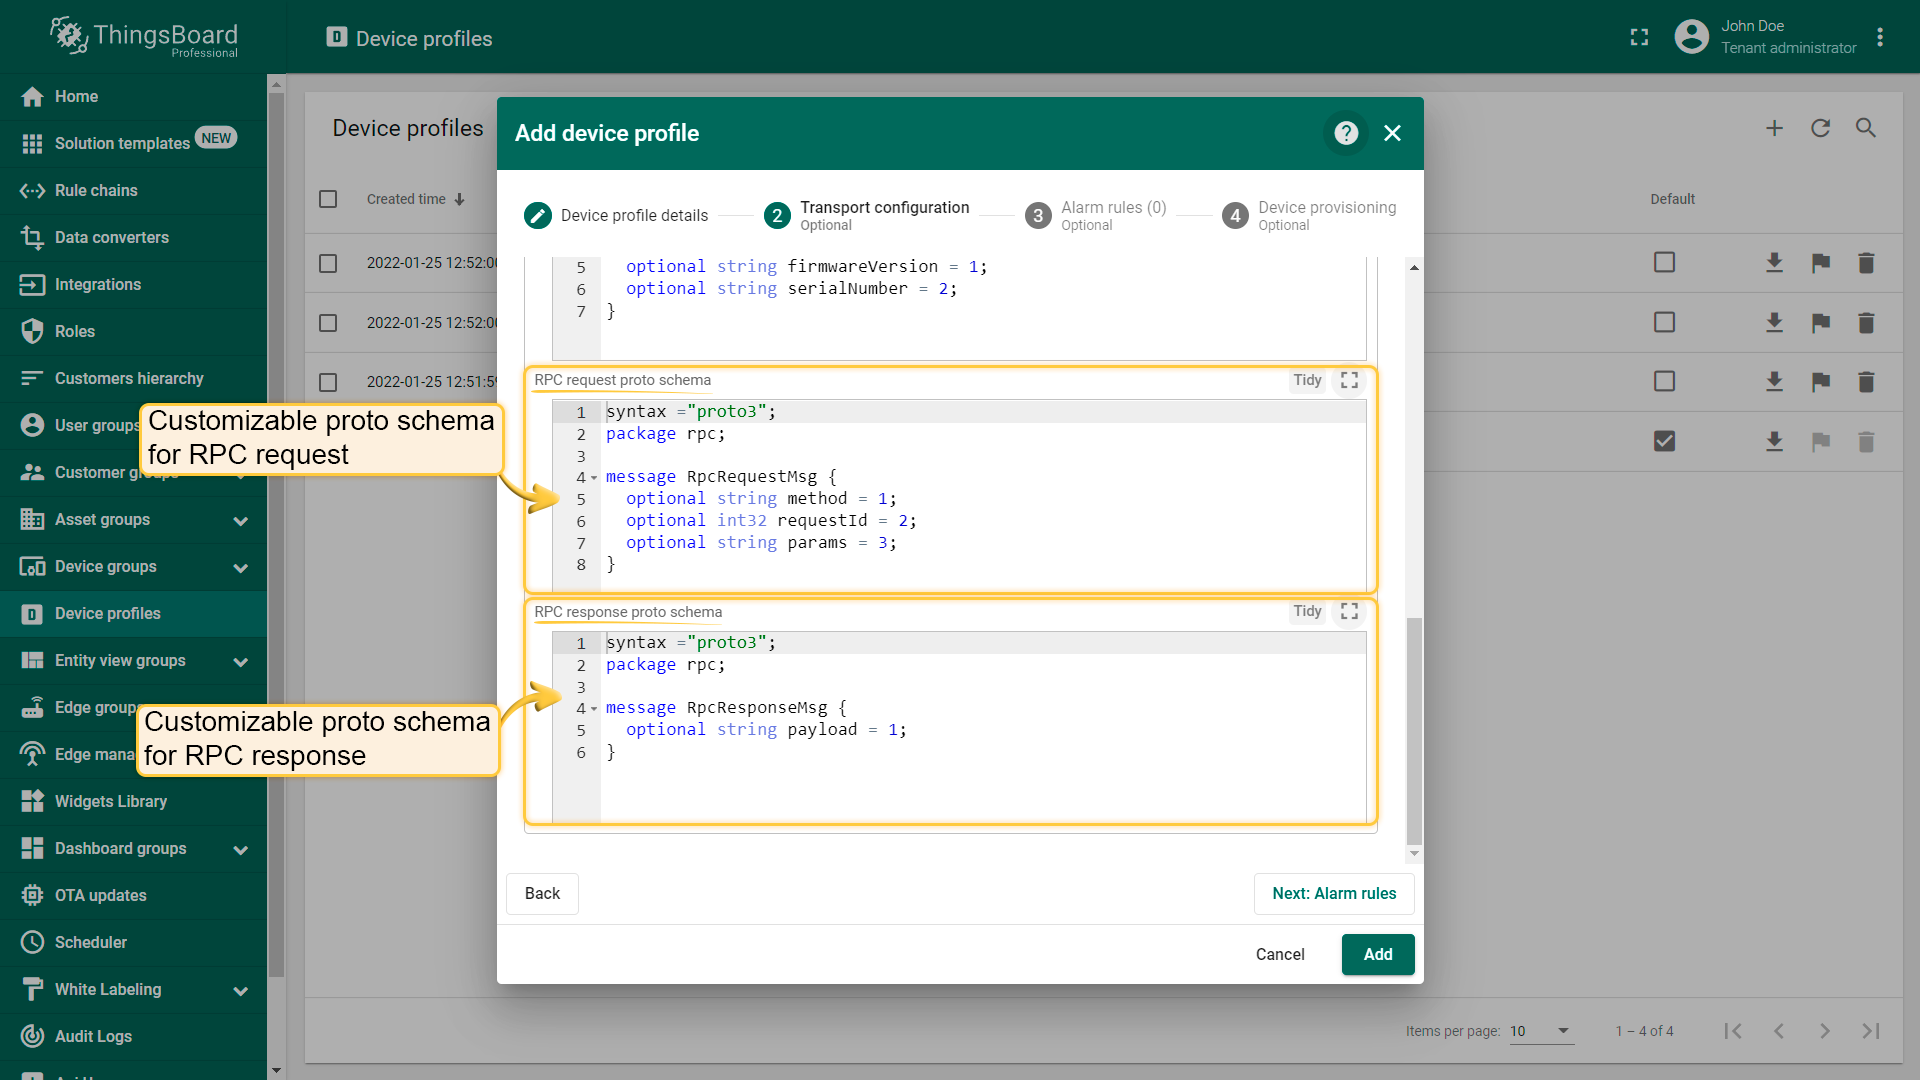 ThingsBoard
Professional
Device profiles
John Doe
Tenant administrator
Home
Solution templates NEW
Rule chains
Data converters
Integrations
Roles
Customers hierarchy
User groups
Customer groups
Asset groups
Device groups
Device profiles
Entity view groups
Edge group
Edge mana
Widgets Library
Dashboard groups
OTA updates
Scheduler
White Labeling
Audit Logs
Device profiles
Created time
Default
2022-01-25 12:52:00
2022-01-25 12:52:00
2022-01-25 12:51:59
Add device profile
Device profile details
2 Transport configuration
Optional
3 Alarm rules (0)
Optional
4 Device provisioning
Optional
5 optional string firmwareVersion = 1;
6 optional string serialNumber = 2;
7 }
RPC request proto schema
Tidy
1 syntax ="proto3";
2 package rpc;
3
4 message RpcRequestMsg {
5 optional string method = 1;
6 optional int32 requestId = 2;
7 optional string params = 3;
8 }
Customizable proto schema
for RPC request
RPC response proto schema
Tidy
1 syntax ="proto3";
2 package rpc;
3
4 message RpcResponseMsg {
5 optional string payload = 1;
6 }
Customizable proto schema
for RPC response
Back
Next: Alarm rules
Cancel
Add
Items per page: 10
1 – 4 of 4